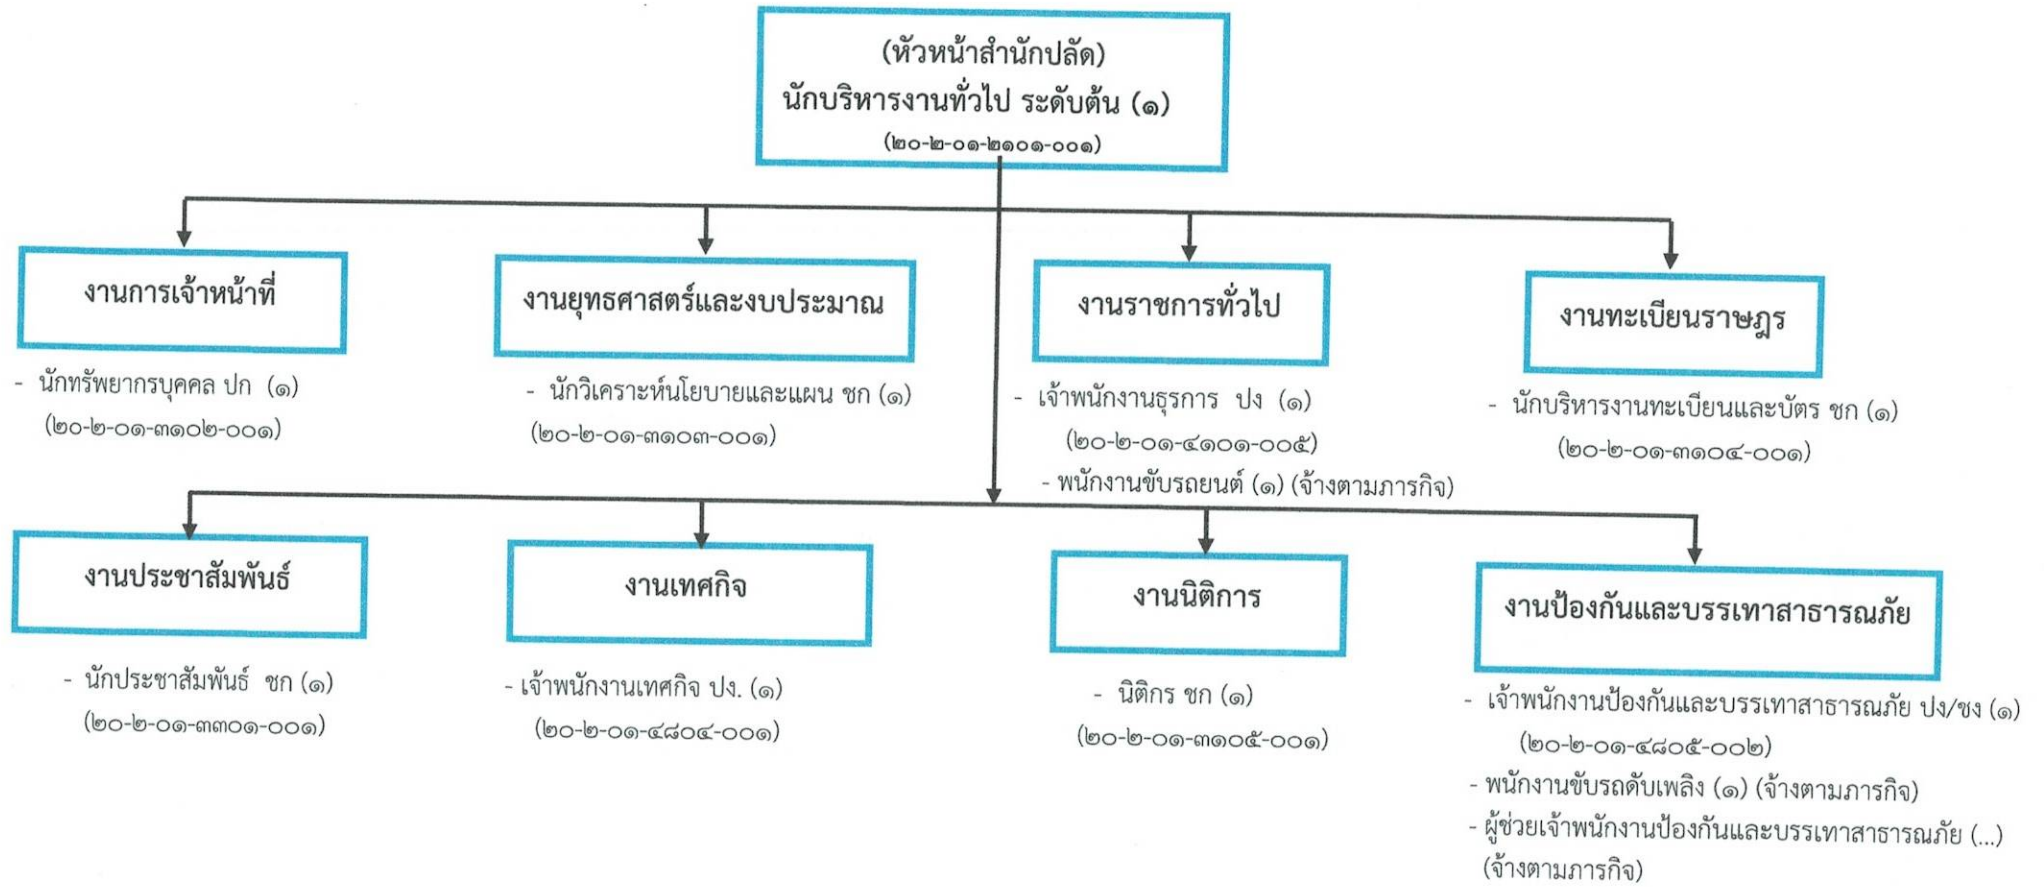 (หัวหน้าสำนักปลัด)
นักบริหารงานทั่วไป ระดับต้น (๑)
(๒๐-๒-๐๑-๒๑๐๑-๐๐๑)
งานการเจ้าหน้าที่
- นักทรัพยากรบุคคล ปก (๑)
(๒๐-๒-๐๑-๓๑๐๒-๐๐๑)
งานยุทธศาสตร์และงบประมาณ
- นักวิเคราะห์นโยบายและแผน ชก (๑)
(๒๐-๒-๐๑-๓๑๐๓-๐๐๑)
งานราชการทั่วไป
- เจ้าพนักงานธุรการ ปง (๑)
(๒๐-๒-๐๑-๔๑๐๑-๐๐๕)
- พนักงานขับรถยนต์ (๑) (จ้างตามภารกิจ)
งานทะเบียนราษฎร
- นักบริหารงานทะเบียนและบัตร ชก (๑)
(๒๐-๒-๐๑-๓๑๐๔-๐๐๑)
งานประชาสัมพันธ์
- นักประชาสัมพันธ์ ชก (๑)
(๒๐-๒-๐๑-๓๓๐๑-๐๐๑)
งานเทศกิจ
- เจ้าพนักงานเทศกิจ ปง. (๑)
(๒๐-๒-๐๑-๔๘๐๔-๐๐๑)
งานนิติการ
- นิติกร ชก (๑)
(๒๐-๒-๐๑-๓๑๐๕-๐๐๑)
งานป้องกันและบรรเทาสาธารณภัย
- เจ้าพนักงานป้องกันและบรรเทาสาธารณภัย ปง/ชง (๑)
(๒๐-๒-๐๑-๔๘๐๕-๐๐๒)
- พนักงานขับรถดับเพลิง (๑) (จ้างตามภารกิจ)
- ผู้ช่วยเจ้าพนักงานป้องกันและบรรเทาสาธารณภัย (...)
(จ้างตามภารกิจ)